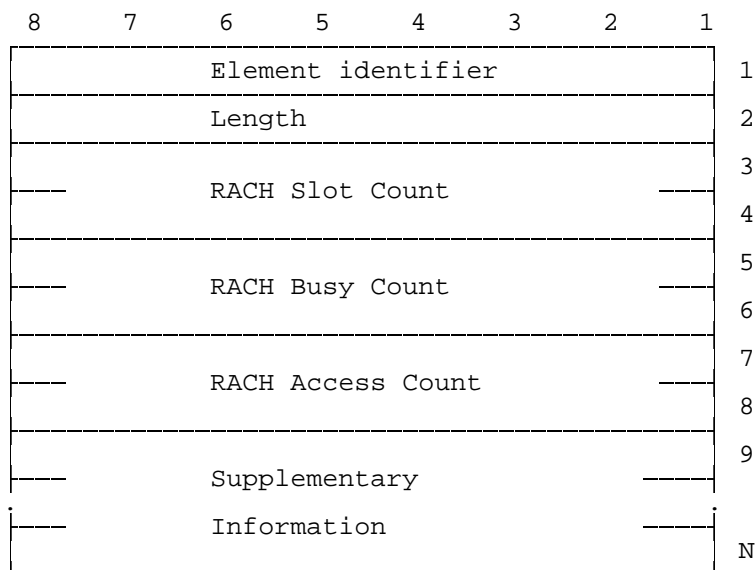 8 7 6 5 4 3 2 1
Element identifier 1
Length 2
3
RACH Slot Count
4
5
RACH Busy Count
6
7
RACH Access Count
8
9
Supplementary
Information
N